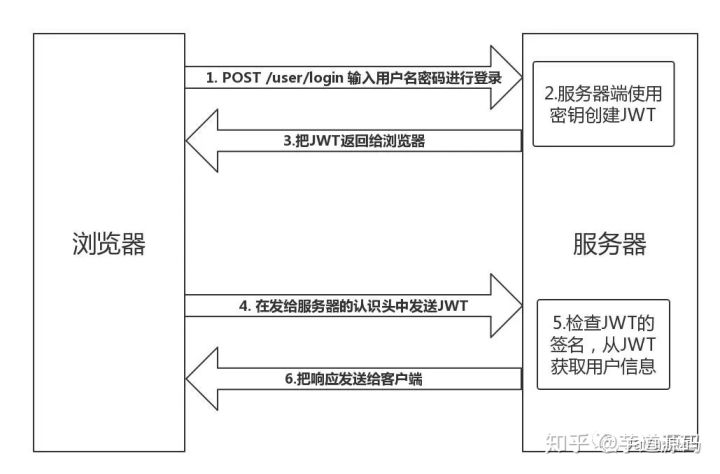 1. POST /user/login 输入用户名密码进行登录
2.服务器端使用
密钥创建JWT
3.把JWT返回给浏览器
浏览器
服务器
4. 在发给服务器的认识头中发送JWT
5.检查JWT的
签名，从JWT
获取用户信息
6.把响应发送给客户端
知乎 @芋道源码